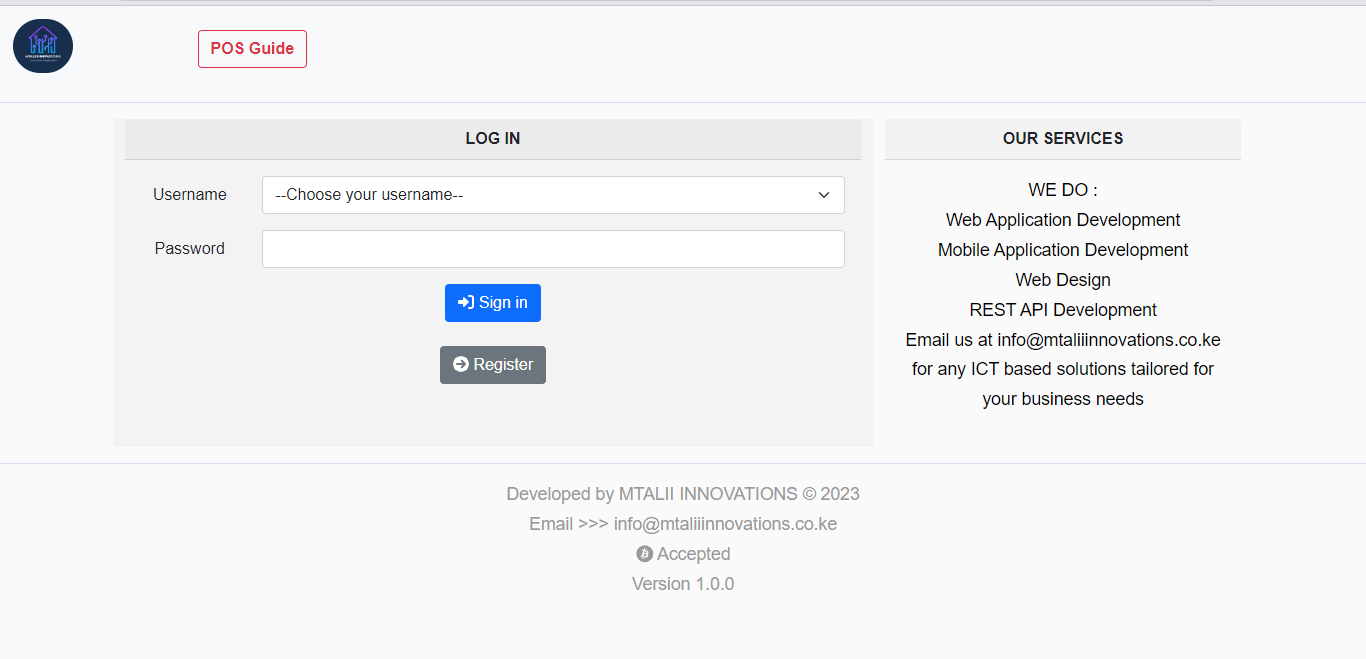 POS Guide
LOG IN
Username
--Choose your username--
Password
Sign in
Register
OUR SERVICES
WE DO :
Web Application Development
Mobile Application Development
Web Design
REST API Development
Email us at info@mtaliiinnovations.co.ke
for any ICT based solutions tailored for
your business needs
Developed by MTALII INNOVATIONS © 2023
Email >>> info@mtaliiinnovations.co.ke
Accepted
Version 1.0.0